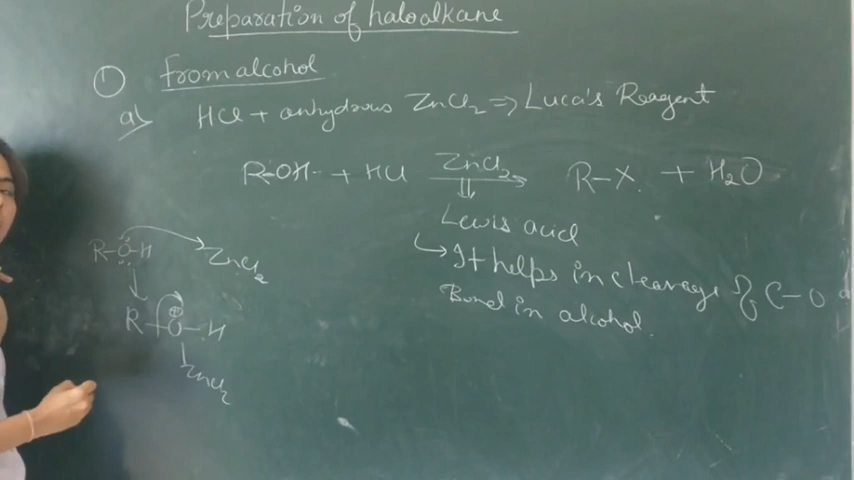 Preparation of haloalkane
① from alcohol
a) HCl + anhydrous ZnCl₂ ⇒ Luca's Reagent
R-OH + HCl —ZnCl₂→ R-X + H₂O
⇓
Lewis acid
↳ It helps in cleavage of C-O
Bond in alcohol.
R-Ö-H → ZnCl₂
↓
R-O⊕-H
|
ZnCl₂